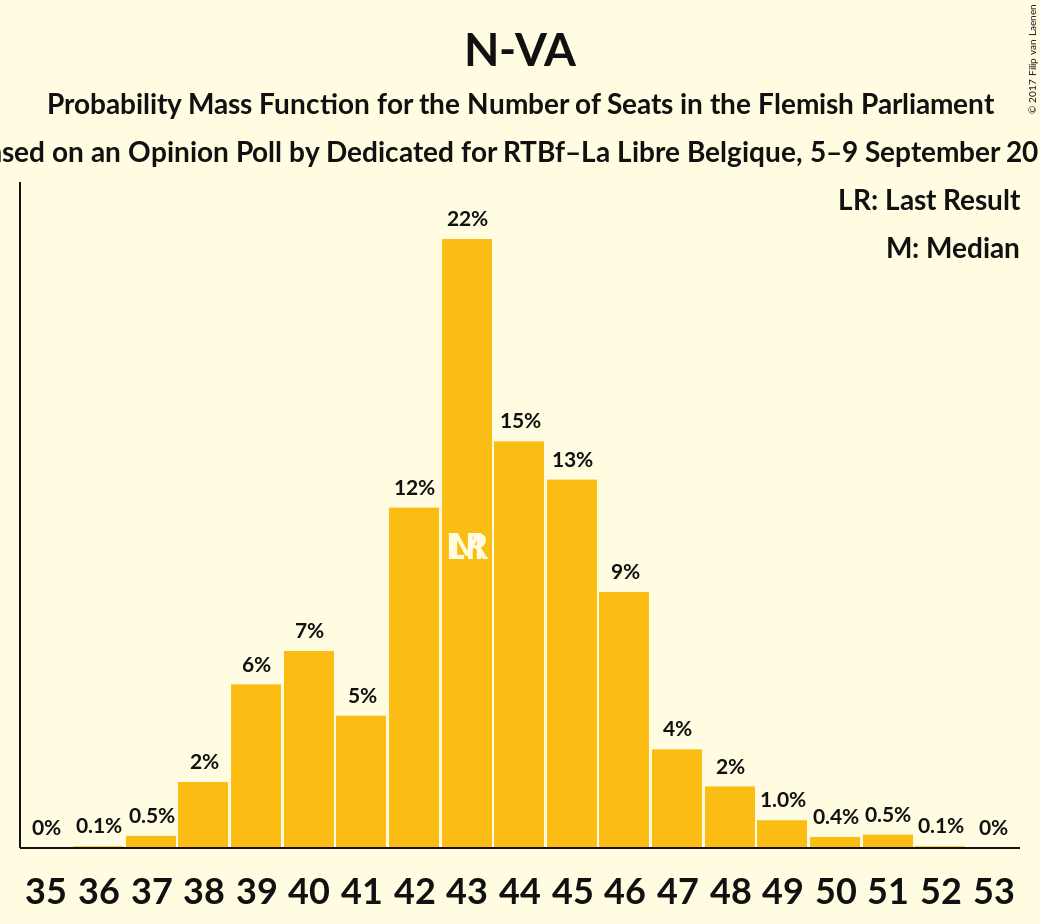 N-VA
Probability Mass Function for the Number of Seats in the Flemish Parliament
on an Opinion Poll by Dedicated for RTBf–La Libre Belgique, 5–9 September
© 2017 Filip van Laenen
LR: Last Result
M: Median
0% 0.1% 0.5% 2% 6% 7% 5% 12% 22% 15% 13% 9% 4% 2% 1.0% 0.4% 0.5% 0.1% 0%
LR
M
35 36 37 38 39 40 41 42 43 44 45 46 47 48 49 50 51 52 53